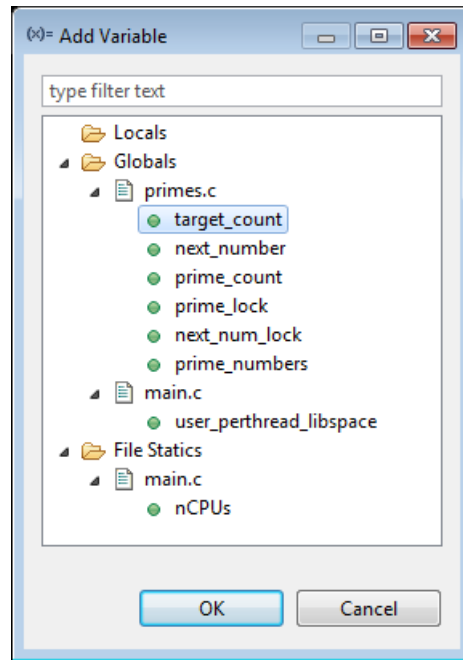 (x)= Add Variable
type filter text
Locals
Globals
primes.c
target_count
next_number
prime_count
prime_lock
next_num_lock
prime_numbers
main.c
user_perthread_libspace
File Statics
main.c
nCPUs
OK Cancel